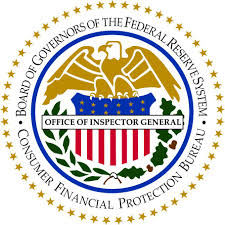 BOARD OF GOVERNORS OF THE FEDERAL RESERVE SYSTEM
OFFICE OF INSPECTOR GENERAL
CONSUMER FINANCIAL PROTECTION BUREAU